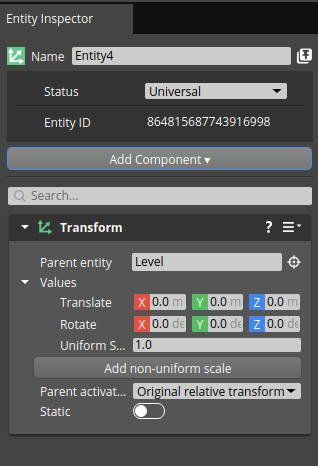 Entity Inspector
Name Entity4
Status Universal
Entity ID 864815687743916998
Add Component ▾
Search...
Transform ?
Parent entity Level
Values
Translate X 0.0 m Y 0.0 m Z 0.0 m
Rotate X 0.0 de Y 0.0 de Z 0.0 de
Uniform S... 1.0
Add non-uniform scale
Parent activat... Original relative transform
Static